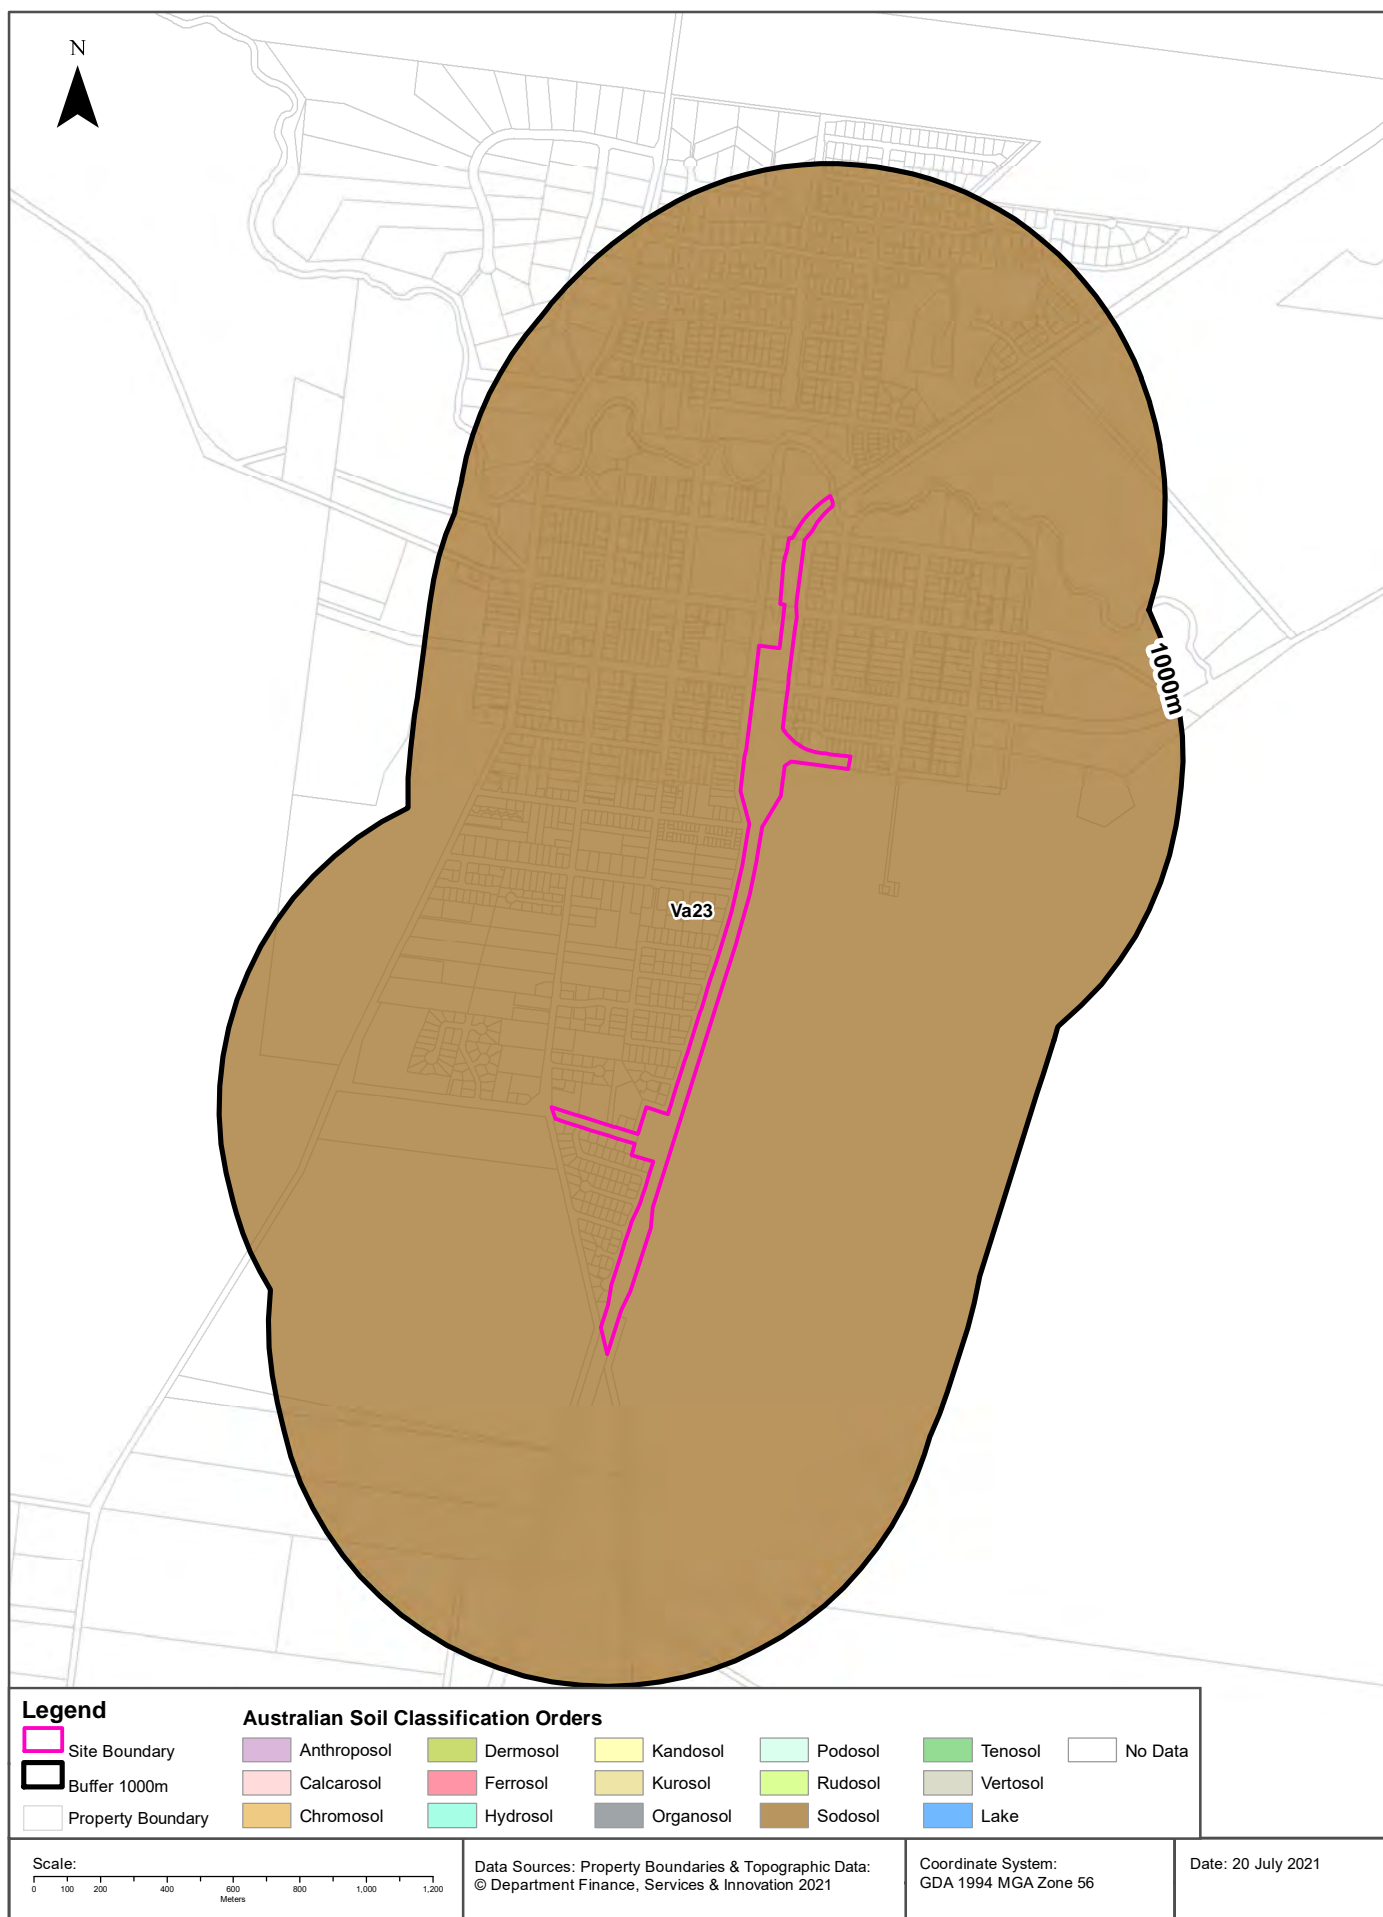 N
1000m
Va23
Legend
Site Boundary
Buffer 1000m
Property Boundary
Australian Soil Classification Orders
Anthroposol
Calcarosol
Chromosol
Dermosol
Ferrosol
Hydrosol
Kandosol
Kurosol
Organosol
Podosol
Rudosol
Sodosol
Tenosol
Vertosol
Lake
No Data
Scale:
0 100 200 400 600 800 1,000 1,200
Meters
Data Sources: Property Boundaries & Topographic Data:
© Department Finance, Services & Innovation 2021
Coordinate System:
GDA 1994 MGA Zone 56
Date: 20 July 2021